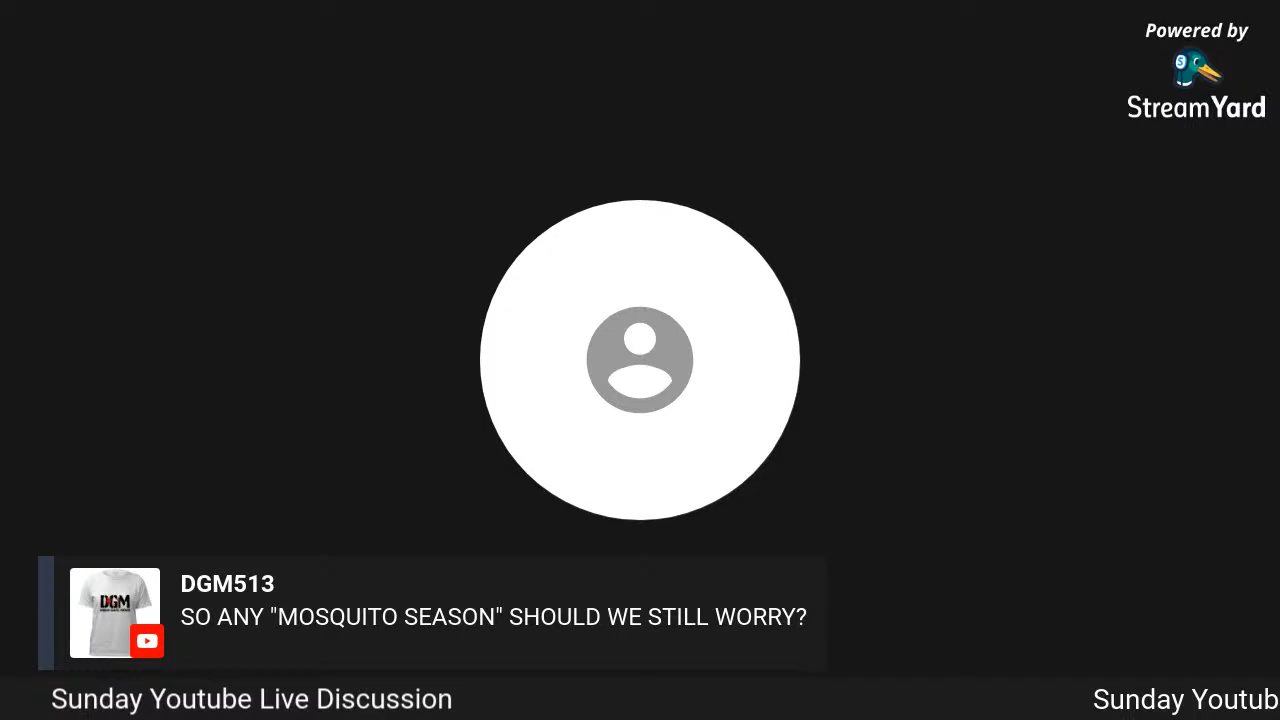 Powered by
StreamYard
DGM513
SO ANY "MOSQUITO SEASON" SHOULD WE STILL WORRY?
DGM
Sunday Youtube Live Discussion
Sunday Youtub